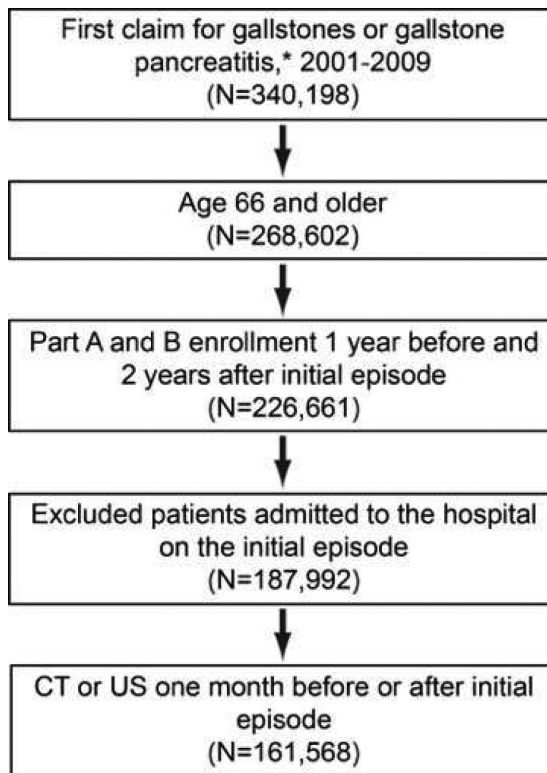 First claim for gallstones or gallstone
pancreatitis,* 2001-2009
(N=340,198)
Age 66 and older
(N=268,602)
Part A and B enrollment 1 year before and
2 years after initial episode
(N=226,661)
Excluded patients admitted to the hospital
on the initial episode
(N=187,992)
CT or US one month before or after initial
episode
(N=161,568)